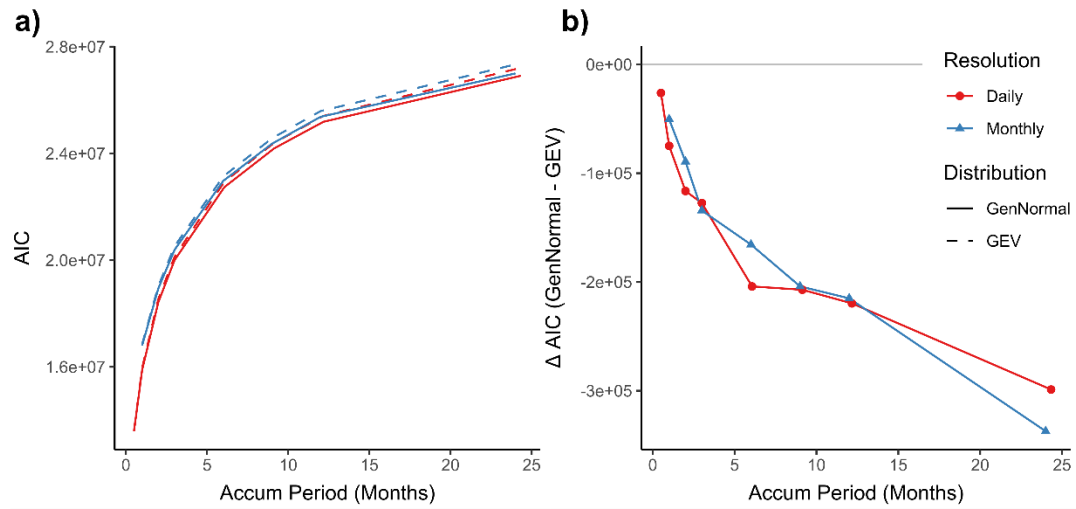 a)
2.8e+07
2.4e+07
2.0e+07
1.6e+07
AIC
0
5
10
15
20
25
Accum Period (Months)
b)
0e+00
-1e+05
-2e+05
-3e+05
Δ AIC (GenNormal - GEV)
0
5
10
15
20
25
Accum Period (Months)
Resolution
Daily
Monthly
Distribution
GenNormal
GEV